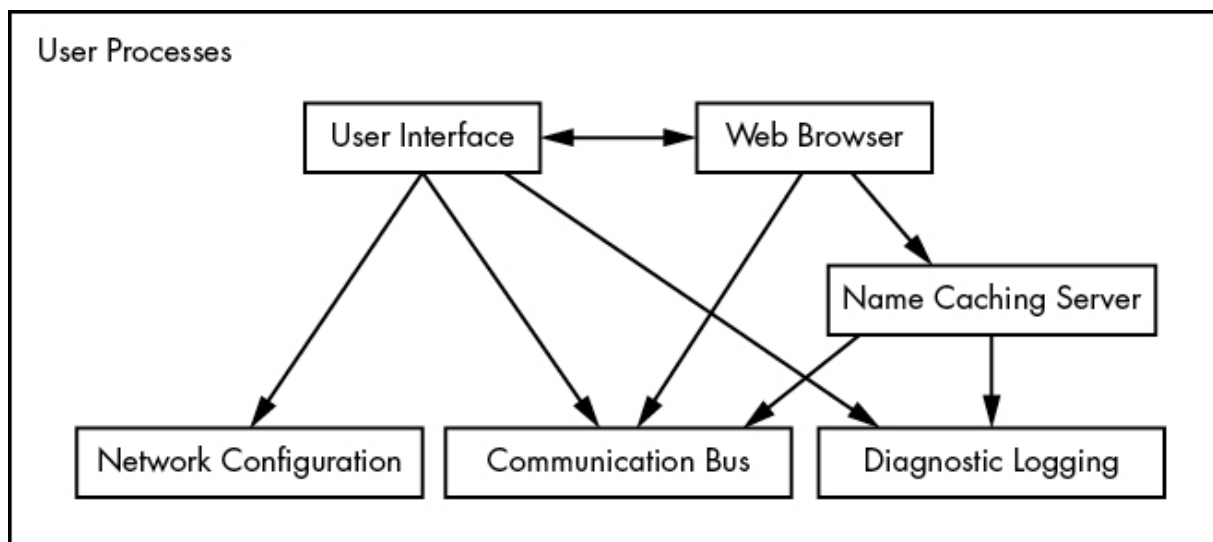 User Processes
User Interface
Web Browser
Name Caching Server
Network Configuration
Communication Bus
Diagnostic Logging